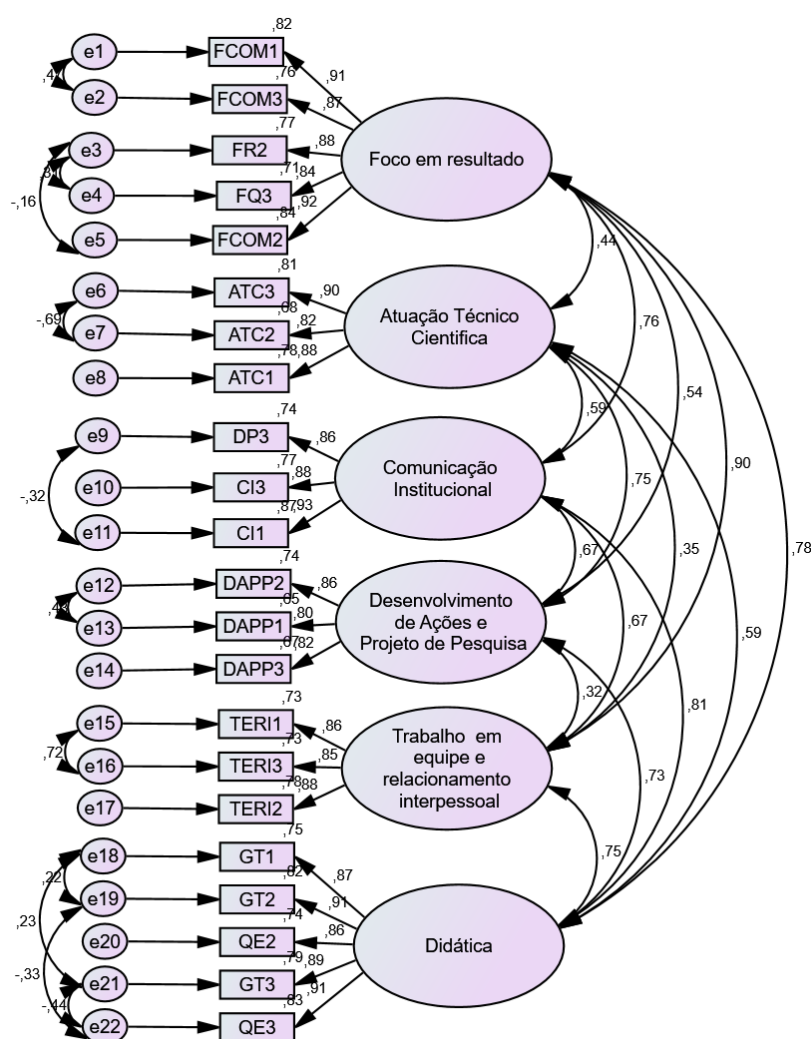 ,82
e1
FCOM1
,76
,91
e2
FCOM3
,87
,77
e3
FR2
,88
Foco em resultado
,71
,84
e4
FQ3
,92
-,16
,84
e5
FCOM2
,44
,81
e6
ATC3
,90
,68
-,69
e7
ATC2
,82
Atuação Técnico
Cientifica
,76
,78
,88
e8
ATC1
,54
,59
,74
e9
DP3
,86
,77
,90
e10
CI3
,88
Comunicação
Institucional
,75
-,32
,87
,93
e11
CI1
,67
,35
,78
,74
e12
DAPP2
,86
,65
e13
DAPP1
,80
Desenvolvimento
de Ações e
Projeto de Pesquisa
,67
,59
,67
,82
e14
DAPP3
,32
,81
,73
e15
TERI1
,86
,73
,72
e16
TERI3
,85
Trabalho em
equipe e
relacionamento
interpessoal
,73
,78
,88
e17
TERI2
,75
,75
e18
GT1
,82
,87
,22
e19
GT2
,91
,23
,74
e20
QE2
,86
Didática
,79
,89
-,33
e21
GT3
,91
-,44
,83
e22
QE3